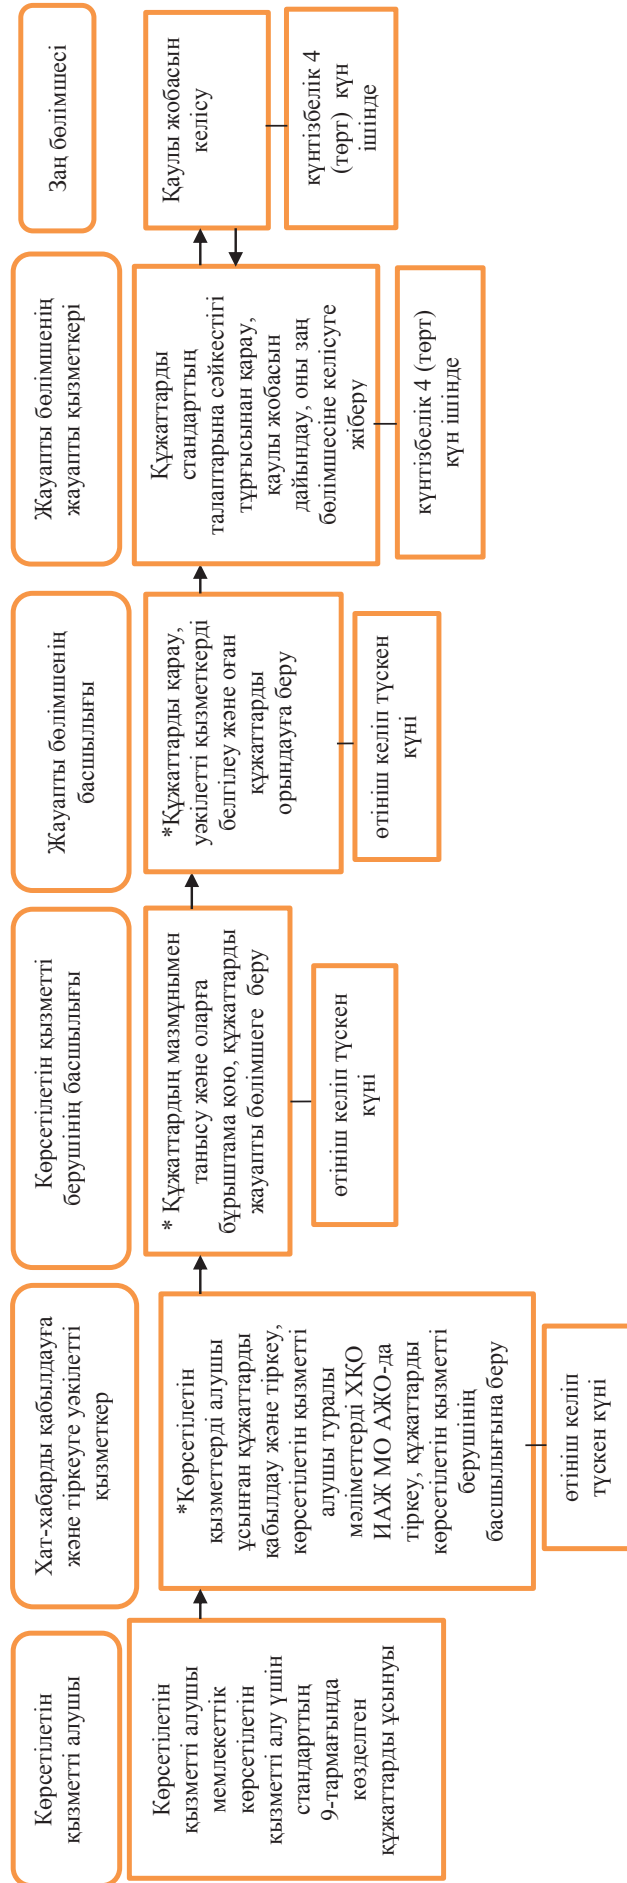 Көрсетілетін
қызметті алушы
Көрсетілетін
қызметті алушы
мемлекеттік
көрсетілетін
қызметті алу үшін
стандарттың
9-тармағында
көзделген
құжаттарды ұсынуы
Хат-хабарды қабылдауға
және тіркеуге уәкілетті
қызметкер
*Көрсетілетін
қызметтерді алушы
ұсынған құжаттарды
қабылдау және тіркеу,
көрсетілетін қызметті
алушы туралы
мәліметтерді ХҚО
ИАЖ МО АЖО-да
тіркеу, құжаттарды
көрсетілетін қызметті
берушінің
басшылығына беру
өтініш келіп
түскен күні
Көрсетілетін қызметті
берушінің басшылығы
* Құжаттардың мазмұнымен
танысу және оларға
бұрыштама қою, құжаттарды
жауапты бөлімшеге беру
өтініш келіп түскен
күні
Жауапты бөлімшенің
басшылығы
*Құжаттарды қарау,
уәкілетті қызметкерді
белгілеу және оған
құжаттарды
орындауға беру
өтініш келіп түскен
күні
Жауапты бөлімшенің
жауапты қызметкері
Құжаттарды
стандарттың
талаптарына сәйкестігі
тұрғысынан қарау,
қаулы жобасын
дайындау, оны заң
бөлімшесіне келісуге
жіберу
күнтізбелік 4 (төрт)
күн ішінде
Заң бөлімшесі
Қаулы жобасын
келісу
күнтізбелік 4
(төрт) күн
ішінде